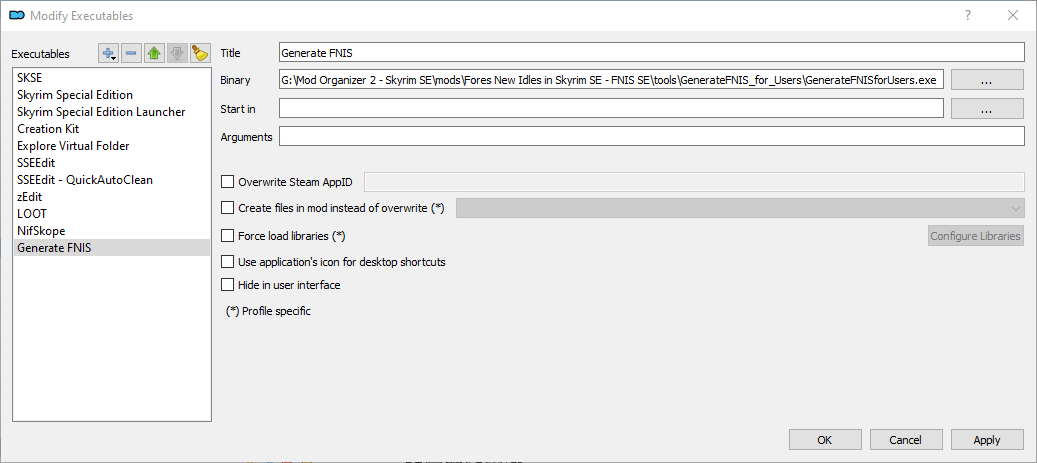 Modify Executables
Executables
SKSE
Skyrim Special Edition
Skyrim Special Edition Launcher
Creation Kit
Explore Virtual Folder
SSEEdit
SSEEdit - QuickAutoClean
zEdit
LOOT
NifSkope
Generate FNIS
Title Generate FNIS
Binary G:\Mod Organizer 2 - Skyrim SE\mods\Fores New Idles in Skyrim SE - FNIS SE\tools\GenerateFNIS_for_Users\GenerateFNISforUsers.exe ...
Start in ...
Arguments
Overwrite Steam AppID
Create files in mod instead of overwrite (*)
Force load libraries (*) Configure Libraries
Use application's icon for desktop shortcuts
Hide in user interface
(*) Profile specific
OK Cancel Apply